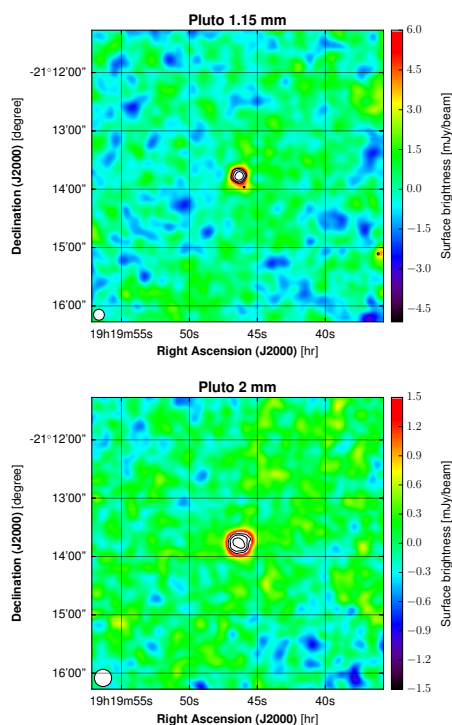 Pluto 1.15 mm
-21°12'00"
13'00"
14'00"
15'00"
16'00"
Declination (J2000) [degree]
19h19m55s 50s 45s 40s
Right Ascension (J2000) [hr]
6.0
4.5
3.0
1.5
0.0
−1.5
−3.0
−4.5
Surface brightness [mJy/beam]
Pluto 2 mm
-21°12'00"
13'00"
14'00"
15'00"
16'00"
Declination (J2000) [degree]
19h19m55s 50s 45s 40s
Right Ascension (J2000) [hr]
1.5
1.2
0.9
0.6
0.3
0.0
−0.3
−0.6
−0.9
−1.2
−1.5
Surface brightness [mJy/beam]